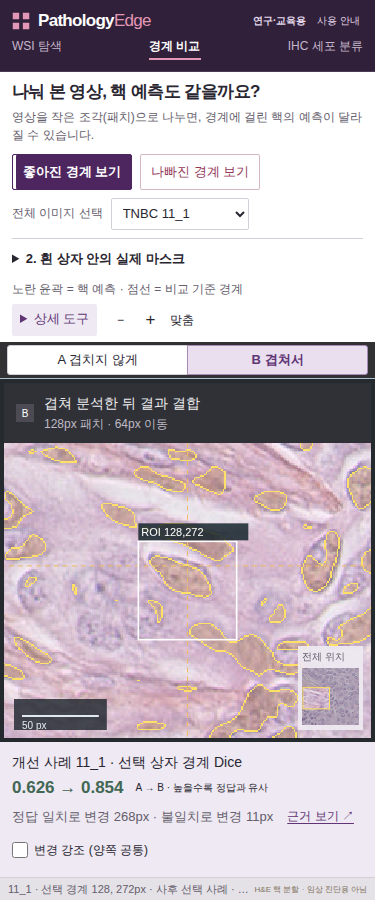 PathologyEdge
연구·교육용 사용 안내
WSI 탐색 경계 비교 IHC 세포 분류
나눠 본 영상, 핵 예측도 같을까요?
영상을 작은 조각(패치)으로 나누면, 경계에 걸린 핵의 예측이 달라
질 수 있습니다.
좋아진 경계 보기 나빠진 경계 보기
전체 이미지 선택 TNBC 11_1
▶ 2. 흰 상자 안의 실제 마스크
노란 윤곽 = 핵 예측 · 점선 = 비교 기준 경계
▶ 상세 도구 − + 맞춤
A 겹치지 않게 B 겹쳐서
B 겹쳐 분석한 뒤 결과 결합
128px 패치 · 64px 이동
ROI 128,272
전체 위치
50 px
개선 사례 11_1 · 선택 상자 경계 Dice
0.626 → 0.854 A → B · 높을수록 정답과 유사
정답 일치로 변경 268px · 불일치로 변경 11px 근거 보기 ↗
변경 강조 (양쪽 공통)
11_1 · 선택 경계 128, 272px · 사후 선택 사례 · … H&E 핵 분할 · 임상 진단용 아님